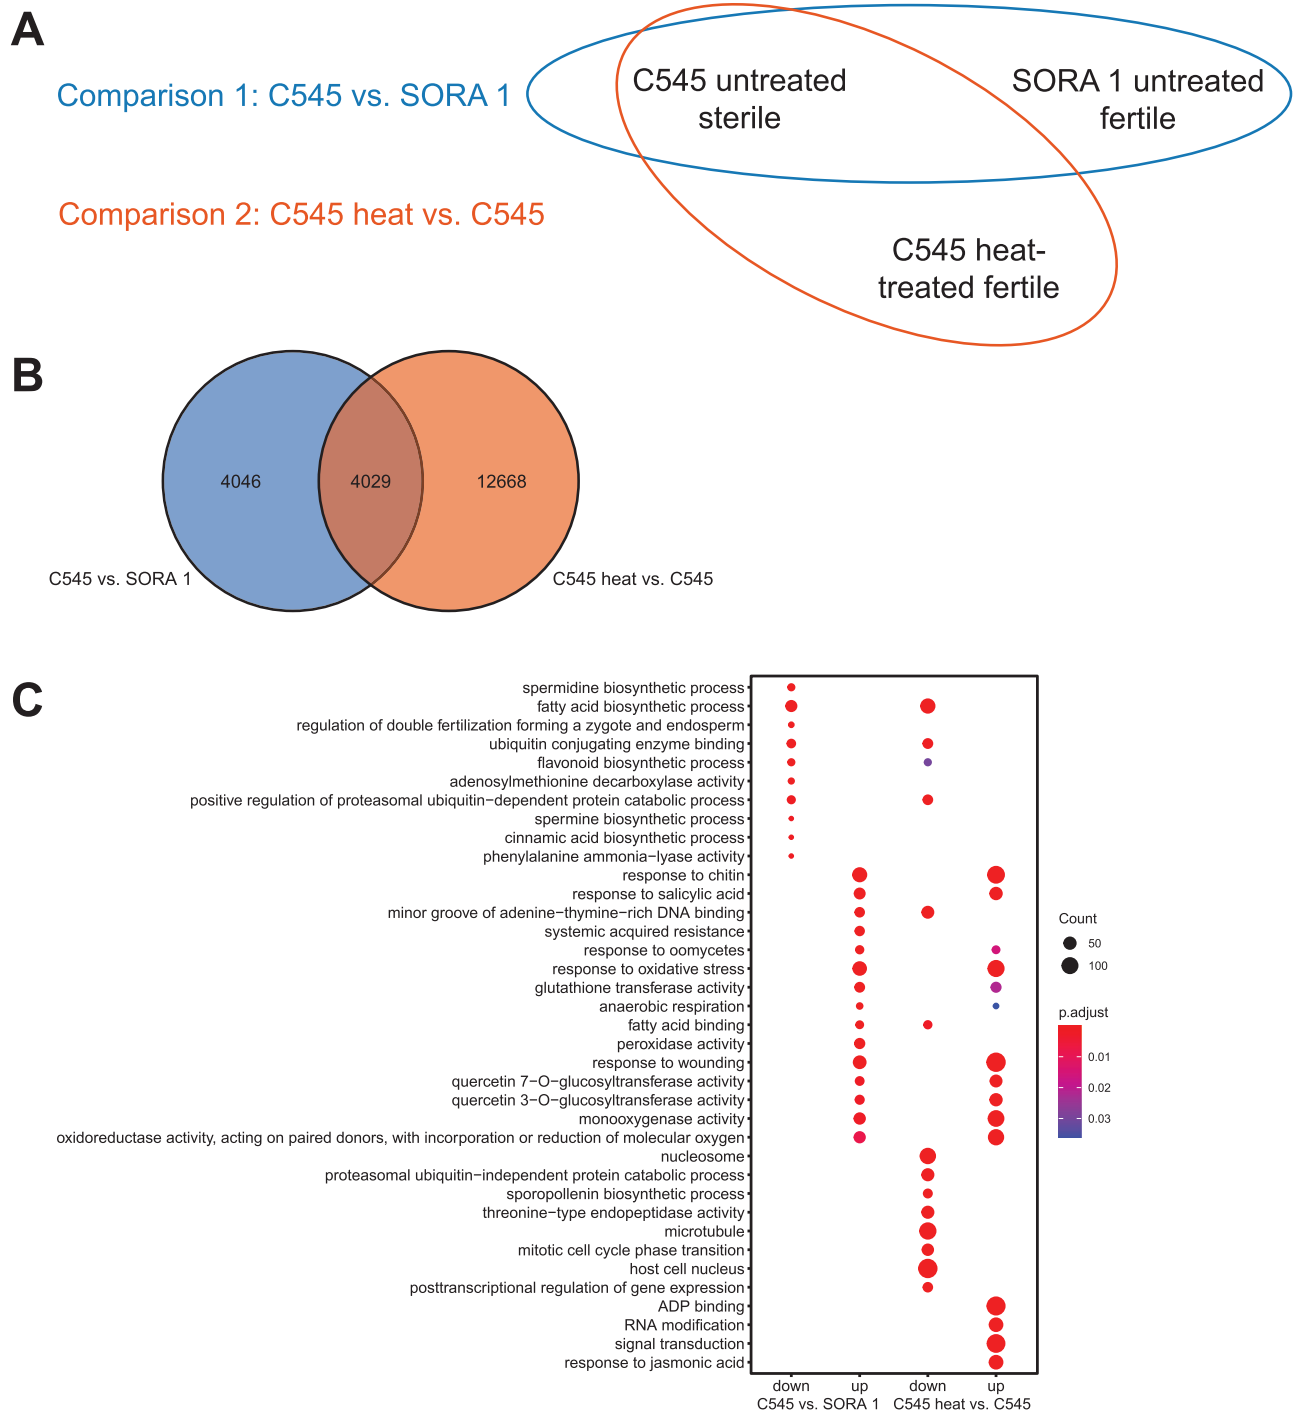 A
Comparison 1: C545 vs. SORA 1
C545 untreated
sterile
SORA 1 untreated
fertile
Comparison 2: C545 heat vs. C545
C545 heat-
treated fertile
B
4046
4029
12668
C545 vs. SORA 1
C545 heat vs. C545
C
spermidine biosynthetic process
fatty acid biosynthetic process
regulation of double fertilization forming a zygote and endosperm
ubiquitin conjugating enzyme binding
flavonoid biosynthetic process
adenosylmethionine decarboxylase activity
positive regulation of proteasomal ubiquitin−dependent protein catabolic process
spermine biosynthetic process
cinnamic acid biosynthetic process
phenylalanine ammonia−lyase activity
response to chitin
response to salicylic acid
minor groove of adenine−thymine−rich DNA binding
systemic acquired resistance
response to oomycetes
response to oxidative stress
glutathione transferase activity
anaerobic respiration
fatty acid binding
peroxidase activity
response to wounding
quercetin 7−O−glucosyltransferase activity
quercetin 3−O−glucosyltransferase activity
monooxygenase activity
oxidoreductase activity, acting on paired donors, with incorporation or reduction of molecular oxygen
nucleosome
proteasomal ubiquitin−independent protein catabolic process
sporopollenin biosynthetic process
threonine−type endopeptidase activity
microtubule
mitotic cell cycle phase transition
host cell nucleus
posttranscriptional regulation of gene expression
ADP binding
RNA modification
signal transduction
response to jasmonic acid
down
up
down
up
C545 vs. SORA 1
C545 heat vs. C545
Count
50
100
p.adjust
0.01
0.02
0.03